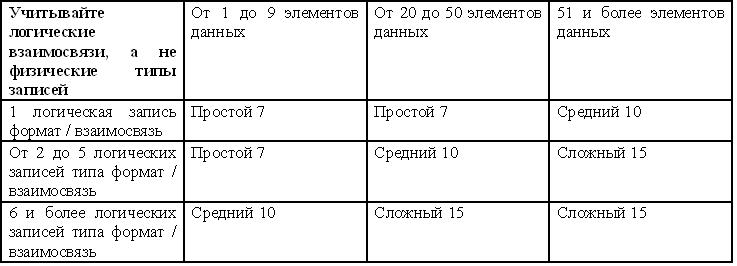 Учитывайте
логические
взаимосвязи, а не
физические типы
записей
От 1 до 9 элементов
данных
От 20 до 50 элементов
данных
51 и более элементов
данных
1 логическая запись
формат / взаимосвязь
Простой 7
Простой 7
Средний 10
От 2 до 5 логических
записей типа формат /
взаимосвязь
Простой 7
Средний 10
Сложный 15
6 и более логических
записей типа формат /
взаимосвязь
Средний 10
Сложный 15
Сложный 15